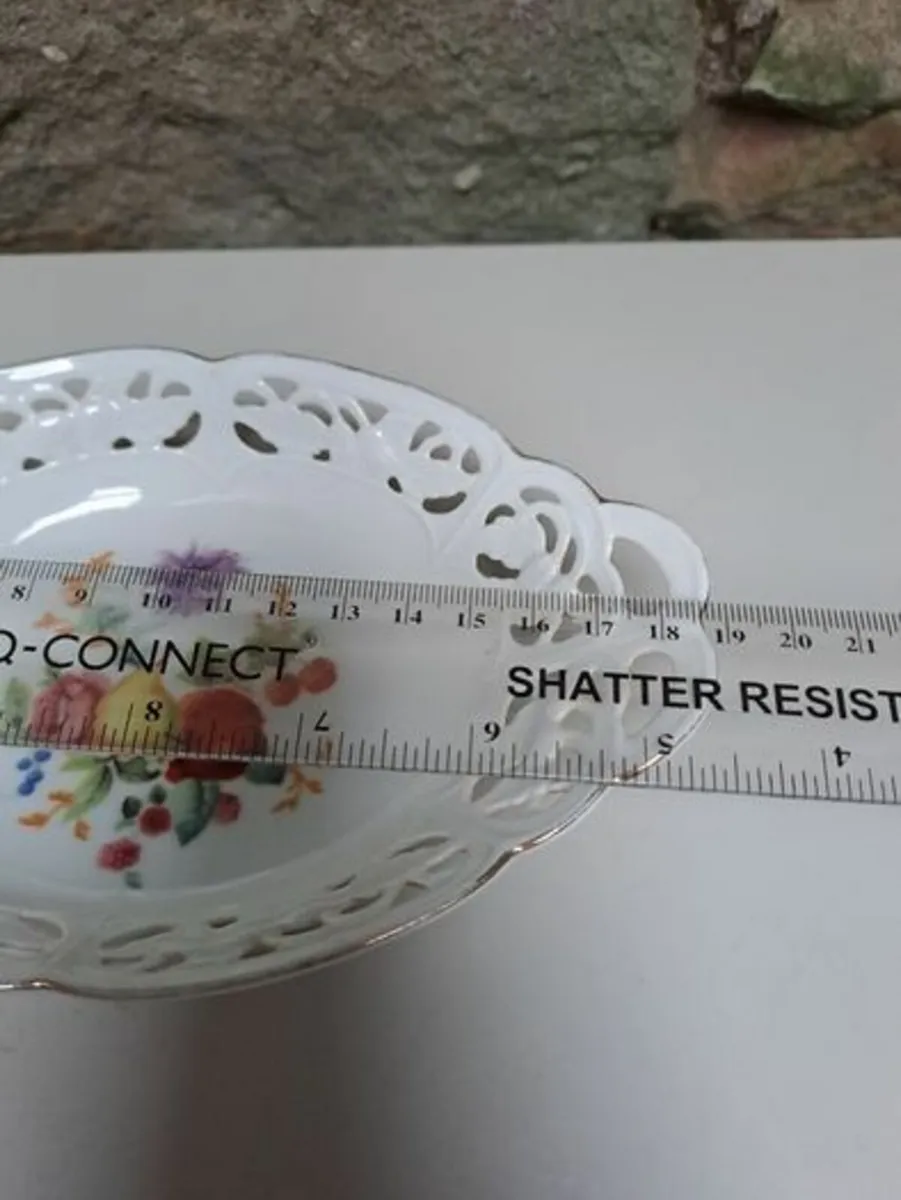 8 9 10 11 12 13 14 15 16 17 18 19 20 21
Q-CONNECT®
SHATTER RESIST
8 7 6 5 4